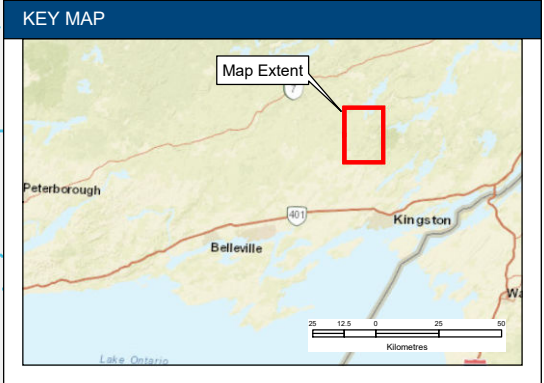 KEY MAP
Map Extent
7
Peterborough
401
Kingston
Belleville
25 12.5 0 25 50
Kilometres
Lake Ontario